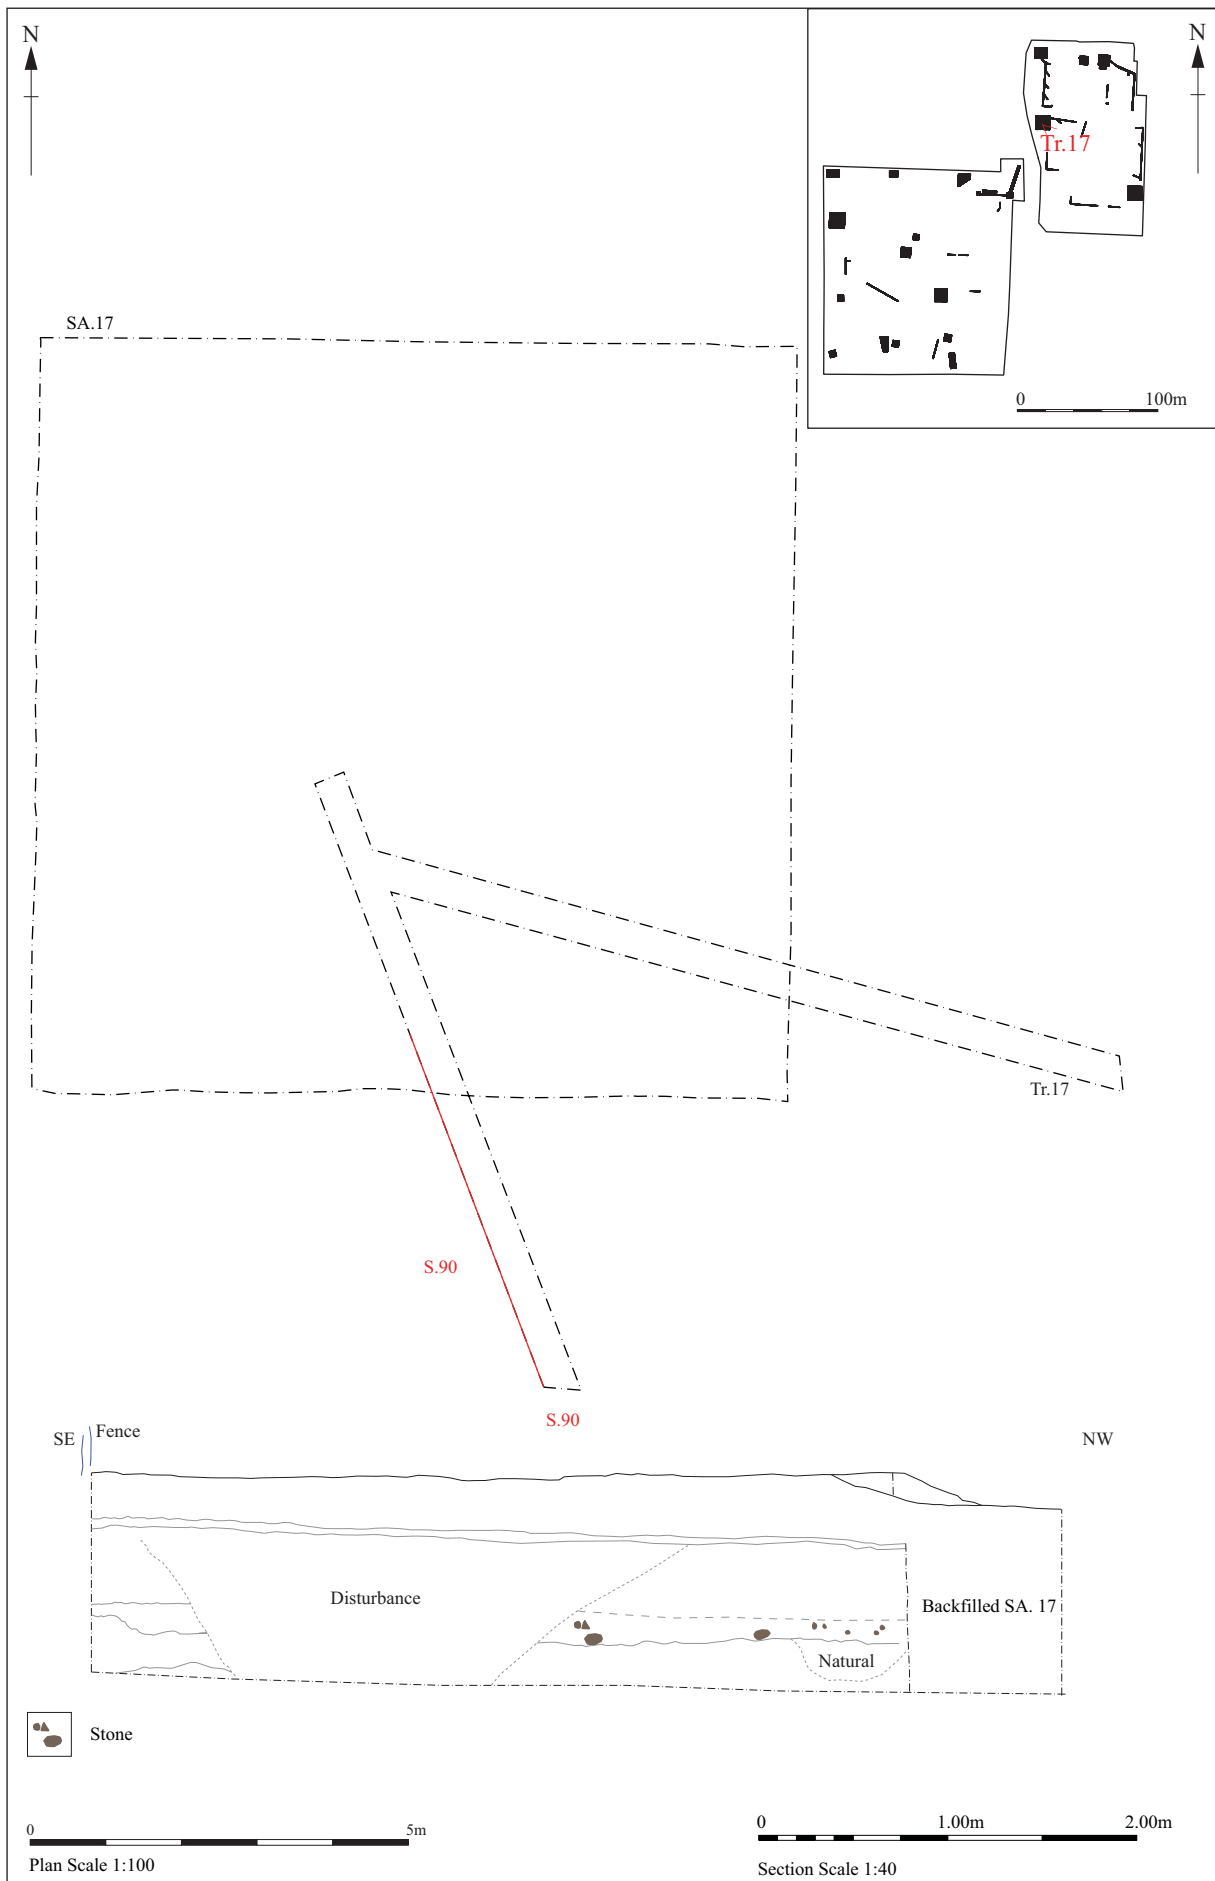 N
N
Tr.17
0 100m
SA.17
Tr.17
S.90
S.90
SE
Fence
NW
Disturbance
Backfilled SA. 17
Natural
Stone
0 5m
Plan Scale 1:100
0 1.00m 2.00m
Section Scale 1:40